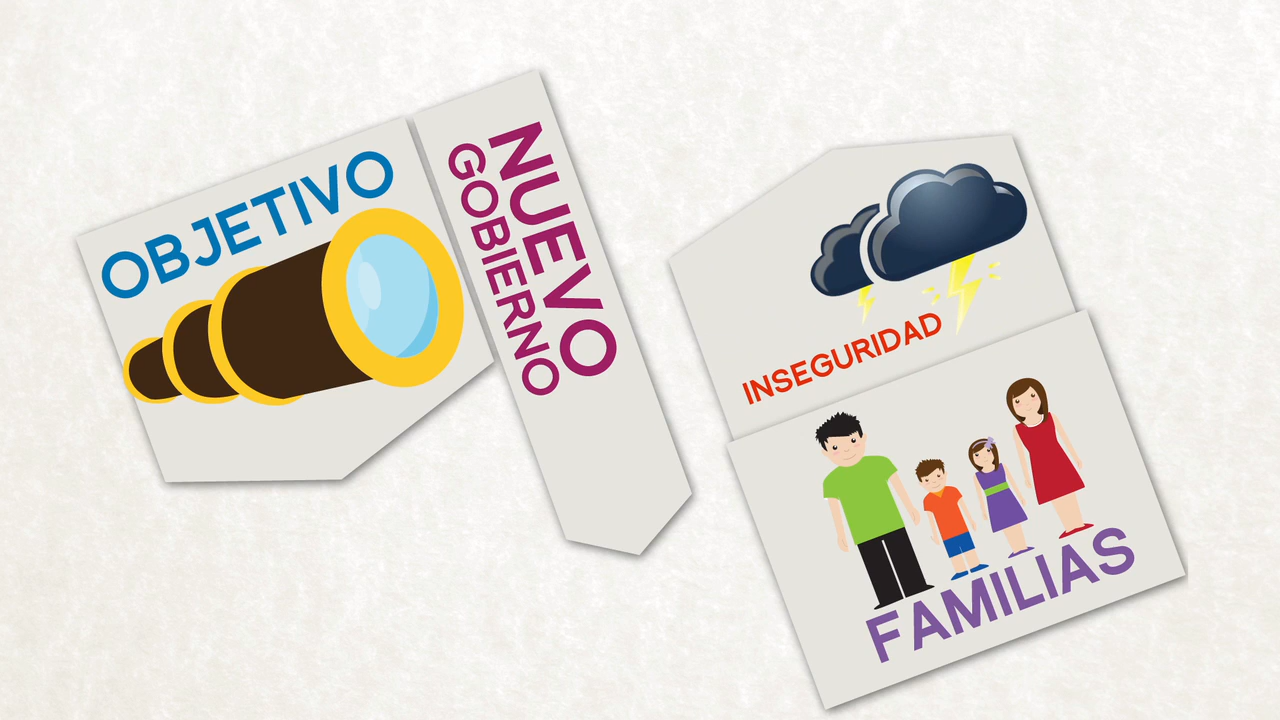 OBJETIVO
NUEVO
GOBIERNO
INSEGURIDAD
FAMILIAS